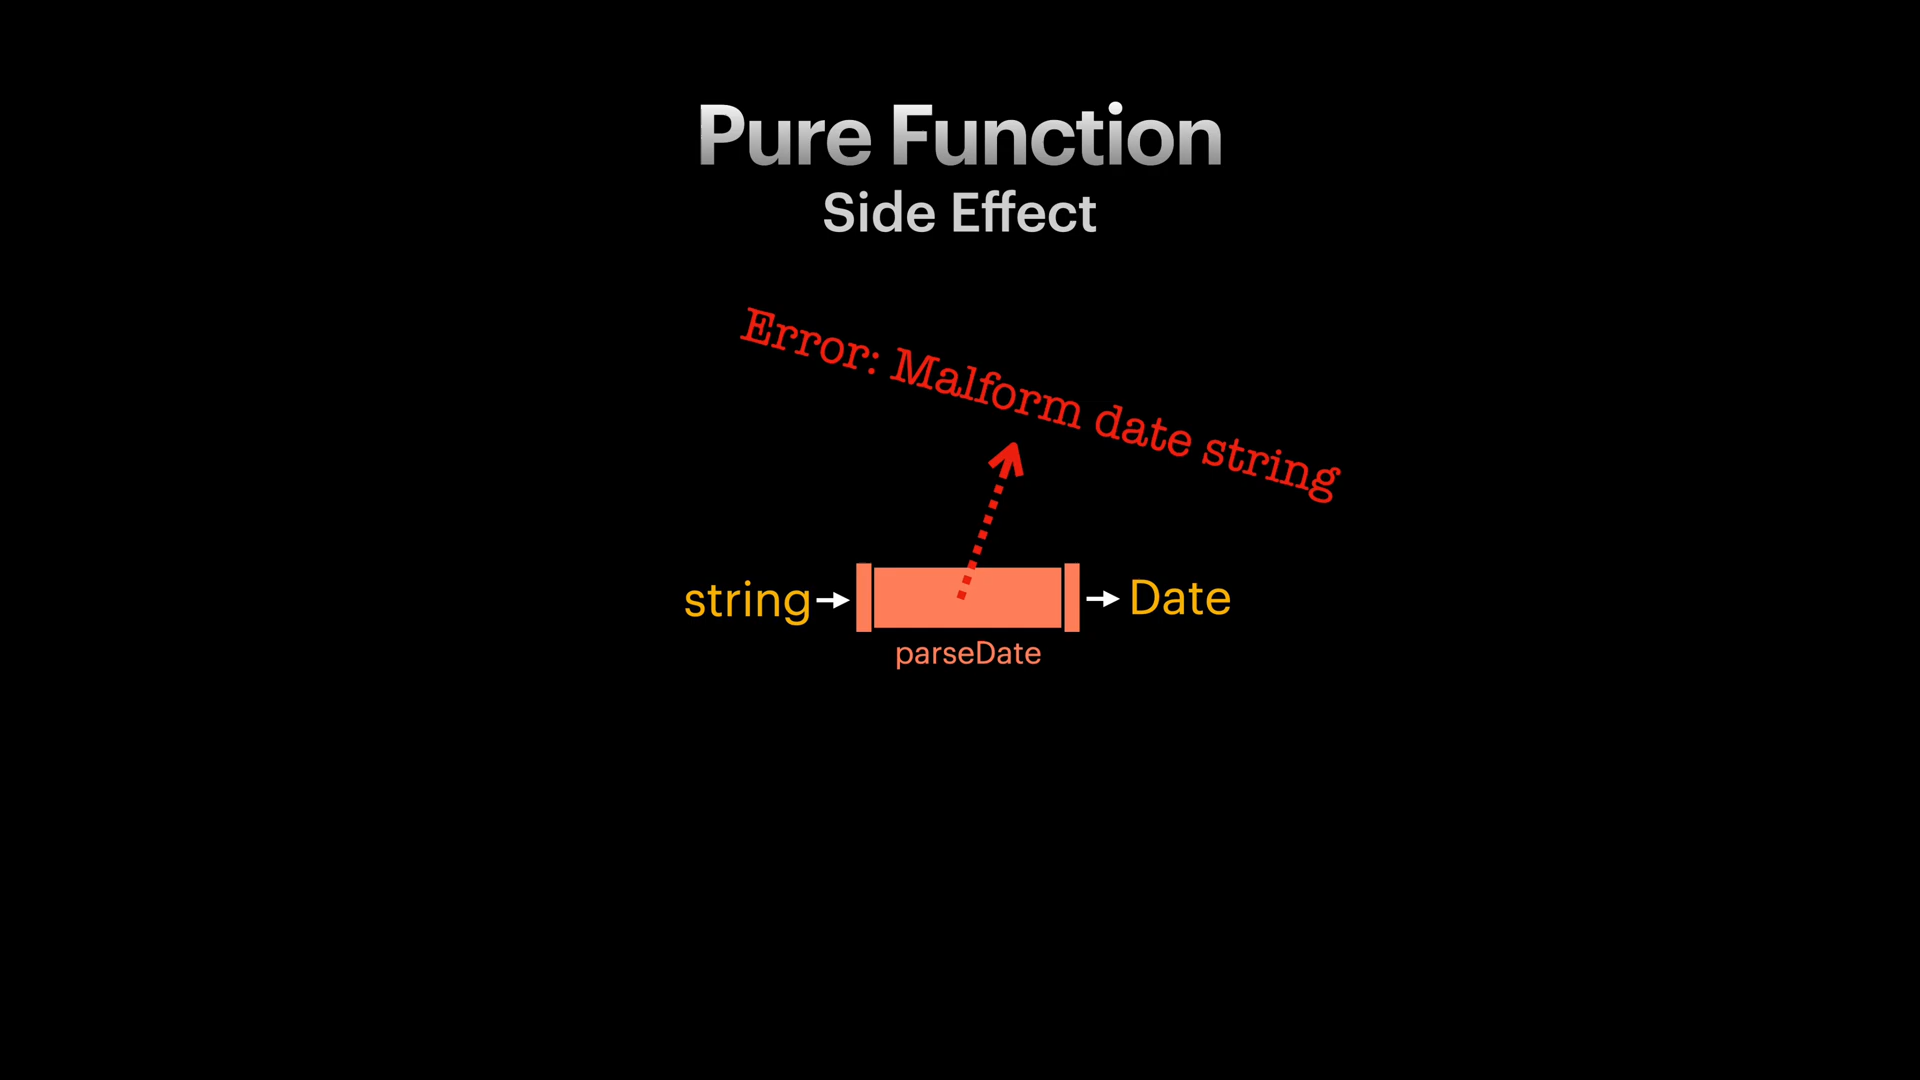 Pure Function
Side Effect
Error: Malform date string
string
Date
parseDate